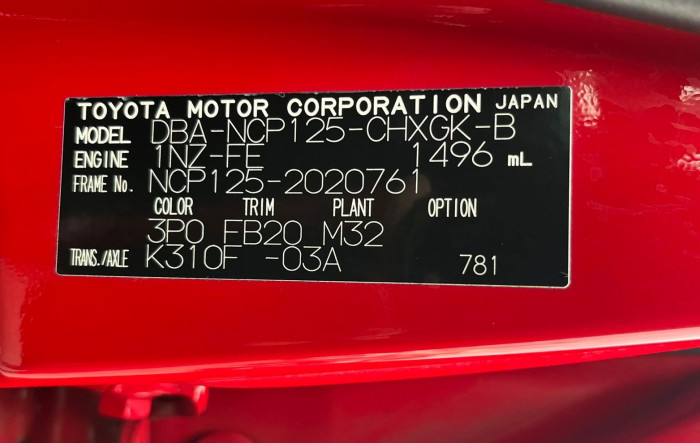 TOYOTA MOTOR CORPORATION JAPAN
MODEL DBA-NCP125-CHXGK-B
ENGINE 1NZ-FE 1496 mL
FRAME No. NCP125-2020761
COLOR TRIM PLANT OPTION
3P0 FB20 M32
TRANS./AXLE K310F -03A 781